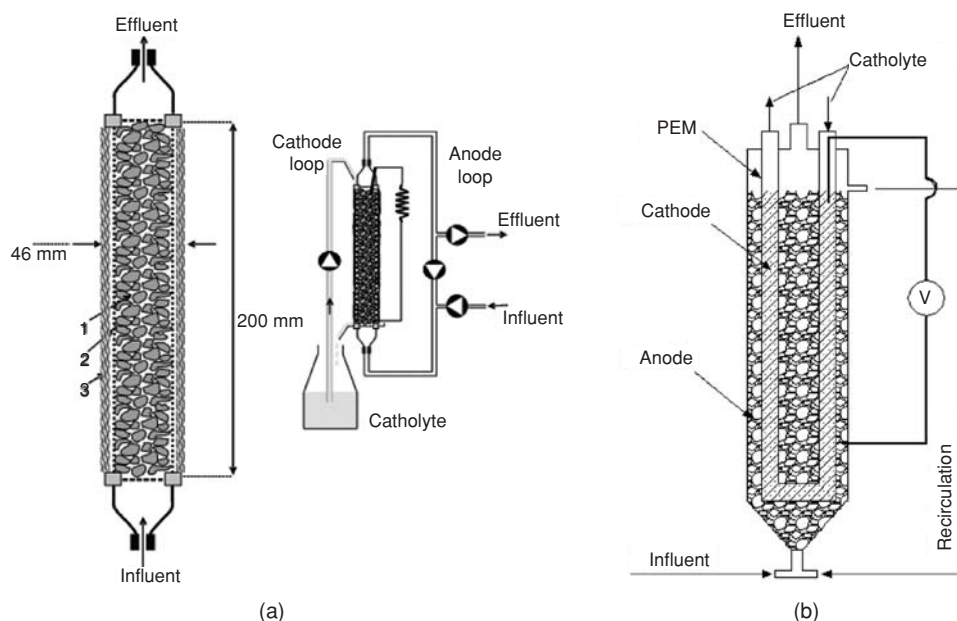 Effluent
46 mm
200 mm
1
2
3
Influent
Cathode
loop
Anode
loop
Effluent
Influent
Catholyte
(a)
Effluent
Catholyte
PEM
Cathode
Anode
V
Recirculation
Influent
(b)